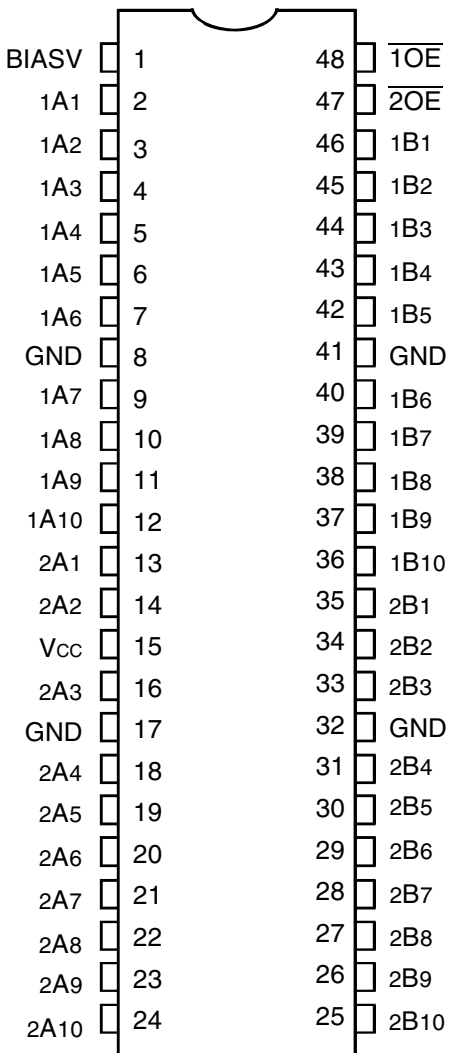 BIASV 1 48 1OE
1A1 2 47 2OE
1A2 3 46 1B1
1A3 4 45 1B2
1A4 5 44 1B3
1A5 6 43 1B4
1A6 7 42 1B5
GND 8 41 GND
1A7 9 40 1B6
1A8 10 39 1B7
1A9 11 38 1B8
1A10 12 37 1B9
2A1 13 36 1B10
2A2 14 35 2B1
VCC 15 34 2B2
2A3 16 33 2B3
GND 17 32 GND
2A4 18 31 2B4
2A5 19 30 2B5
2A6 20 29 2B6
2A7 21 28 2B7
2A8 22 27 2B8
2A9 23 26 2B9
2A10 24 25 2B10